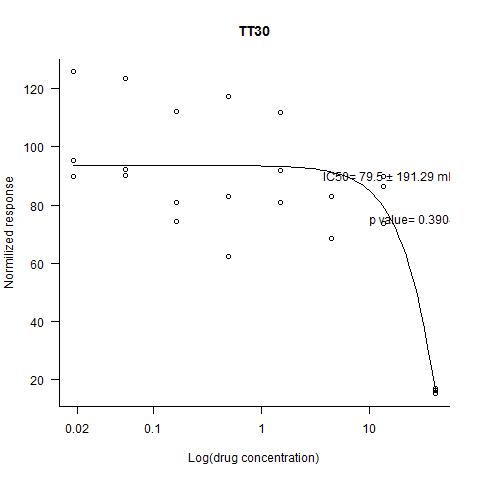 TT30
120
100
80
60
40
20
Normilized response
IC50= 79.5 ± 191.29 ml
p value= 0.390
0.02 0.1 1 10
Log(drug concentration)